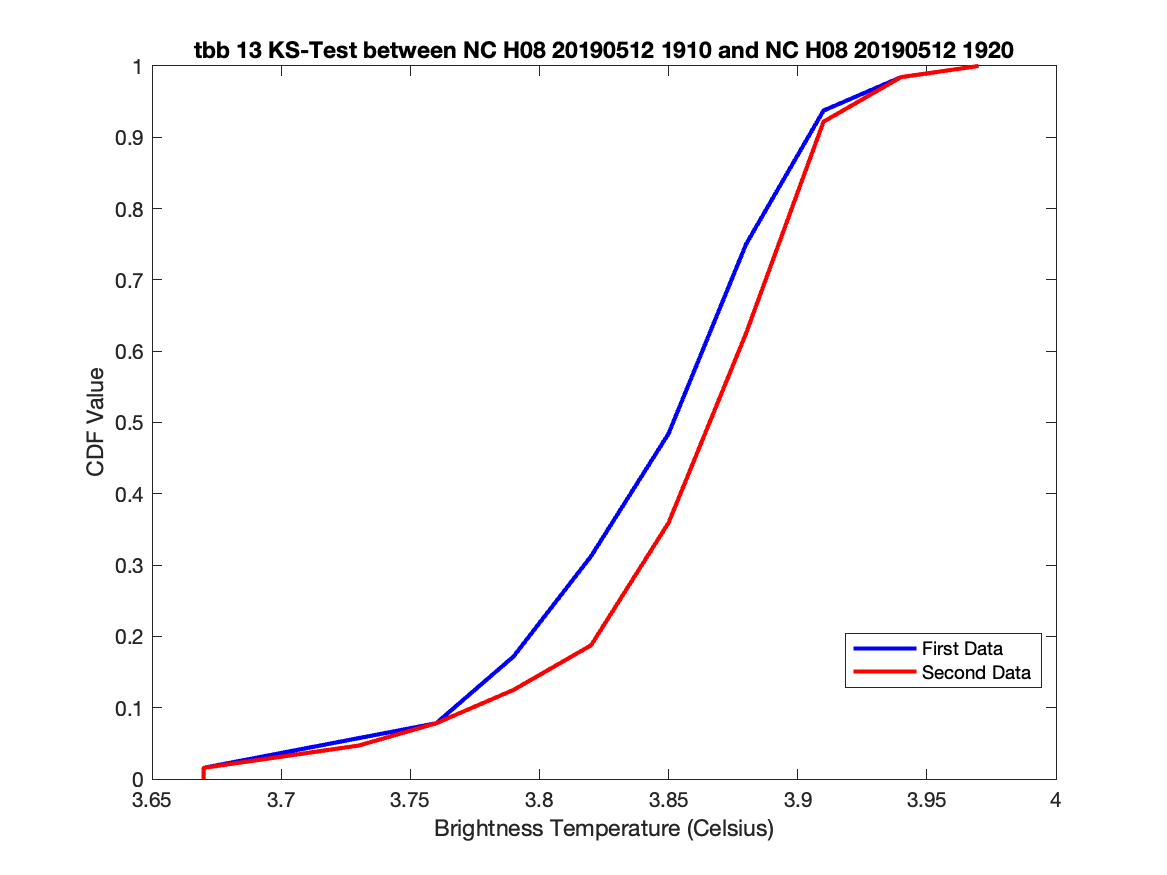 tbb 13 KS-Test between NC H08 20190512 1910 and NC H08 20190512 1920
1
0.9
0.8
0.7
0.6
0.5
0.4
0.3
0.2
0.1
0
CDF Value
First Data
Second Data
3.65 3.7 3.75 3.8 3.85 3.9 3.95 4
Brightness Temperature (Celsius)